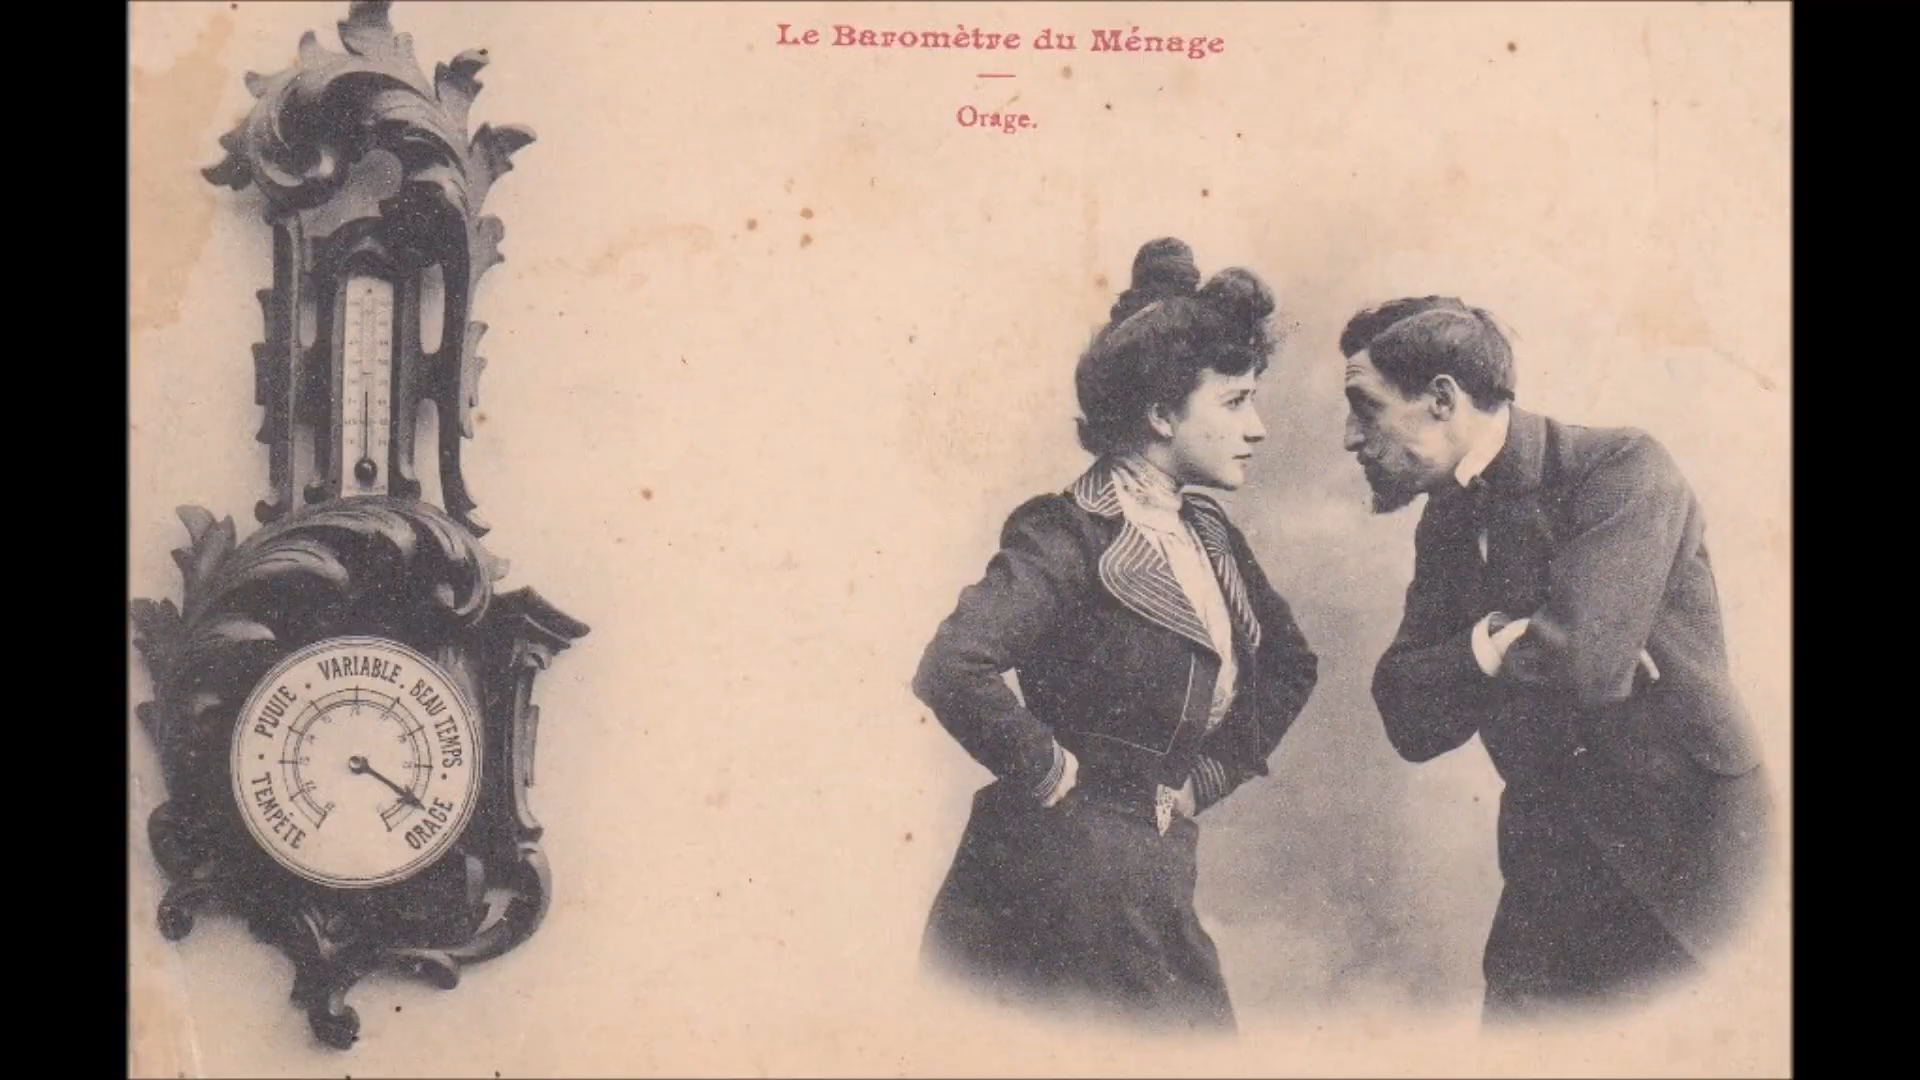 Le Baromètre du Ménage
Orage.
TEMPÊTE · PLUIE · VARIABLE · BEAU TEMPS · ORAGE